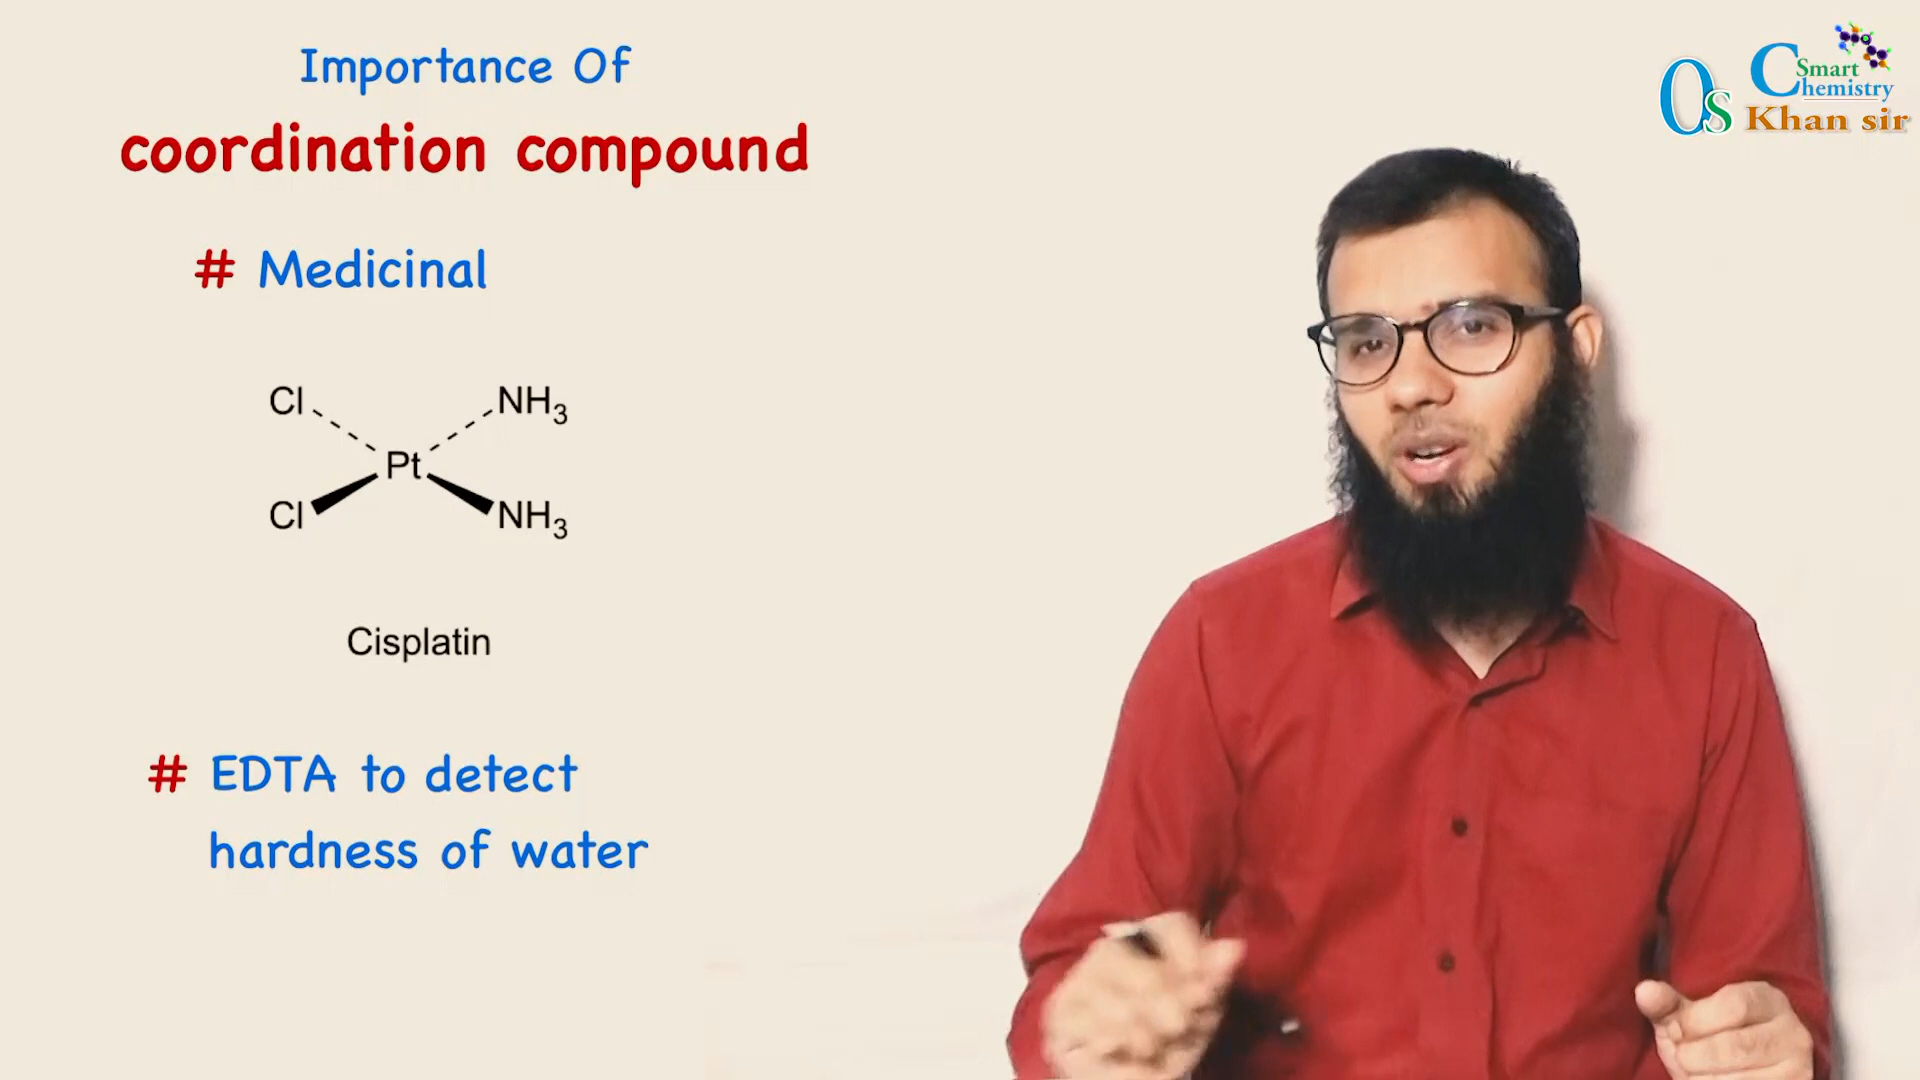 Importance Of
coordination compound
# Medicinal
Cl NH3
Pt
Cl NH3
Cisplatin
# EDTA to detect
hardness of water
Os Smart Chemistry
Khan sir